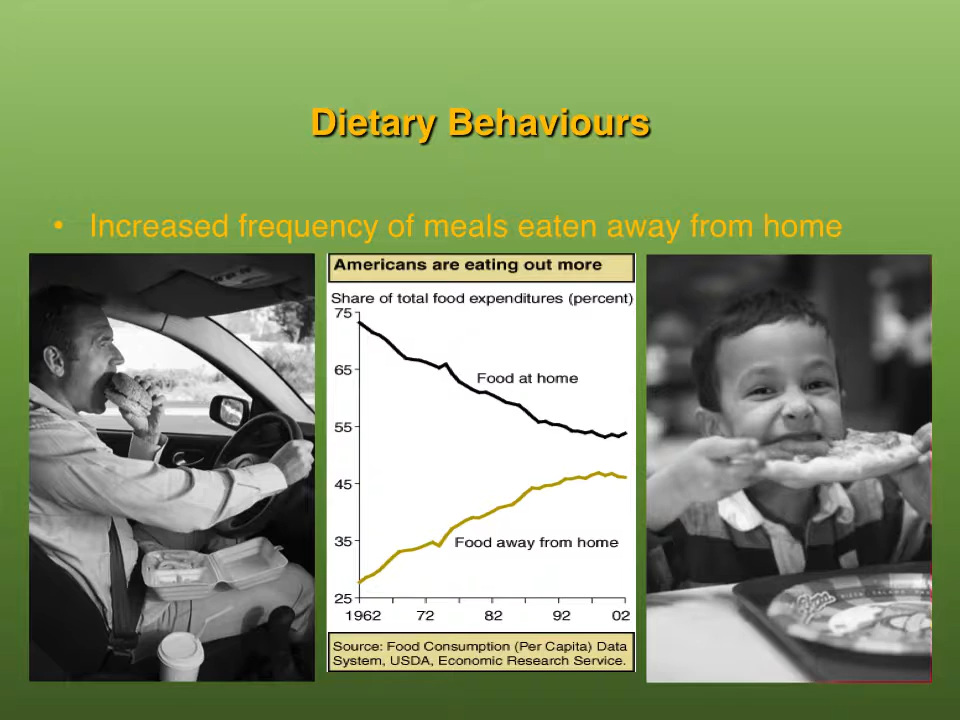 Dietary Behaviours
• Increased frequency of meals eaten away from home
Americans are eating out more
Share of total food expenditures (percent)
75
65
Food at home
55
45
35
Food away from home
25
1962 72 82 92 02
Source: Food Consumption (Per Capita) Data
System, USDA, Economic Research Service.